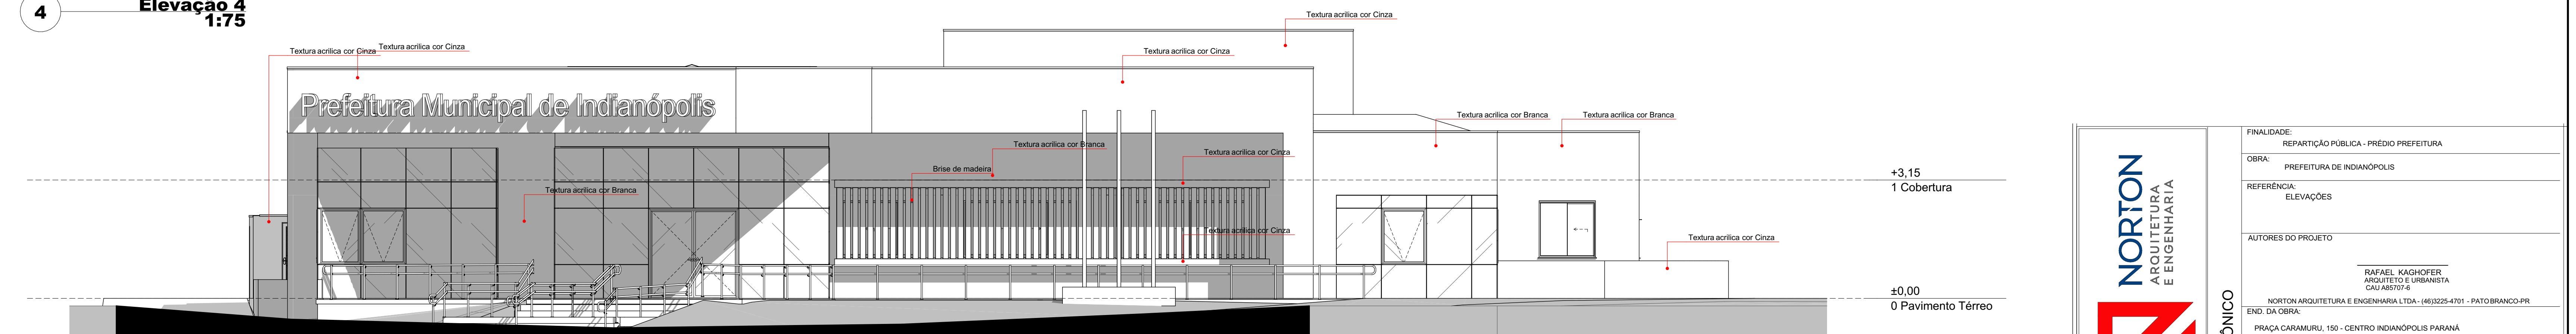 4
Elevação 4
1:75
Textura acrílica cor Cinza
Textura acrílica cor Cinza
Textura acrílica cor Cinza
Textura acrílica cor Cinza
Prefeitura Municipal de Indianópolis
Textura acrílica cor Branca
Textura acrílica cor Branca
Textura acrílica cor Branca
Textura acrílica cor Cinza
Brise de madeira
Textura acrílica cor Branca
Textura acrílica cor Cinza
Textura acrílica cor Cinza
+3,15
1 Cobertura
±0,00
0 Pavimento Térreo
NORTON
ARQUITETURA
E ENGENHARIA
FINALIDADE:
REPARTIÇÃO PÚBLICA - PRÉDIO PREFEITURA
OBRA:
PREFEITURA DE INDIANÓPOLIS
REFERÊNCIA:
ELEVAÇÕES
AUTORES DO PROJETO
RAFAEL KAGHOFER
ARQUITETO E URBANISTA
CAU A85707-6
NORTON ARQUITETURA E ENGENHARIA LTDA - (46)3225-4701 - PATO BRANCO-PR
END. DA OBRA:
PRAÇA CARAMURU, 150 - CENTRO INDIANÓPOLIS PARANÁ